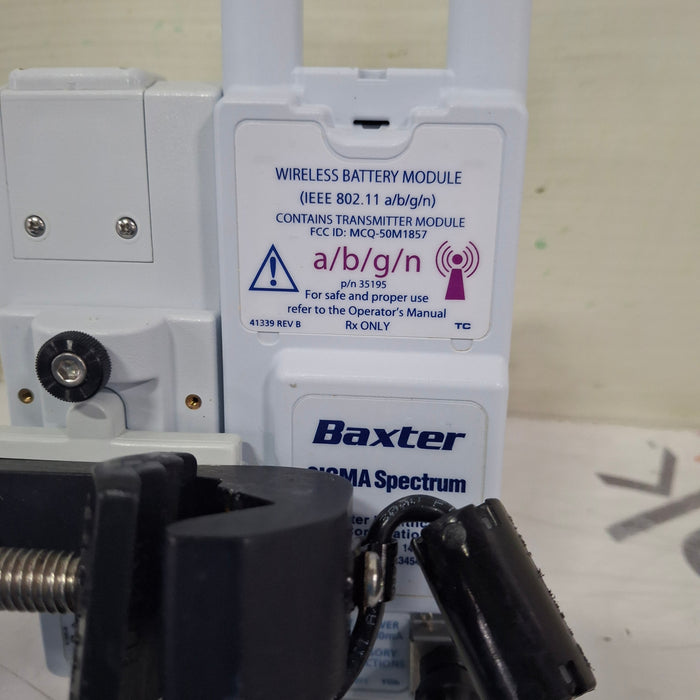 WIRELESS BATTERY MODULE
(IEEE 802.11 a/b/g/n)
CONTAINS TRANSMITTER MODULE
FCC ID: MCQ-50M1857
a/b/g/n
p/n 35195
For safe and proper use
refer to the Operator's Manual
41339 REV B Rx ONLY TC
Baxter
Spectrum